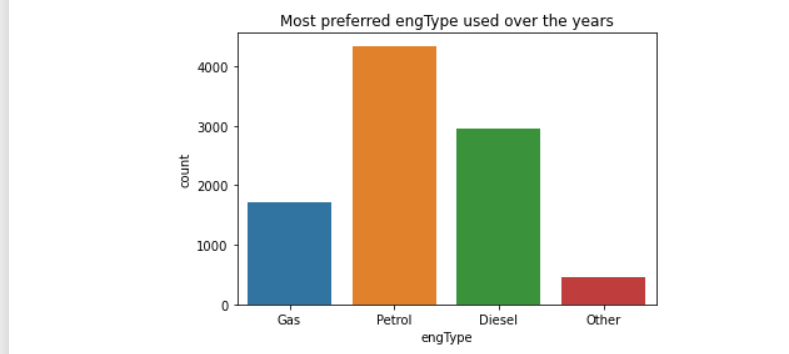 Most preferred engType used over the years
4000
3000
2000
1000
0
count
Gas Petrol Diesel Other
engType